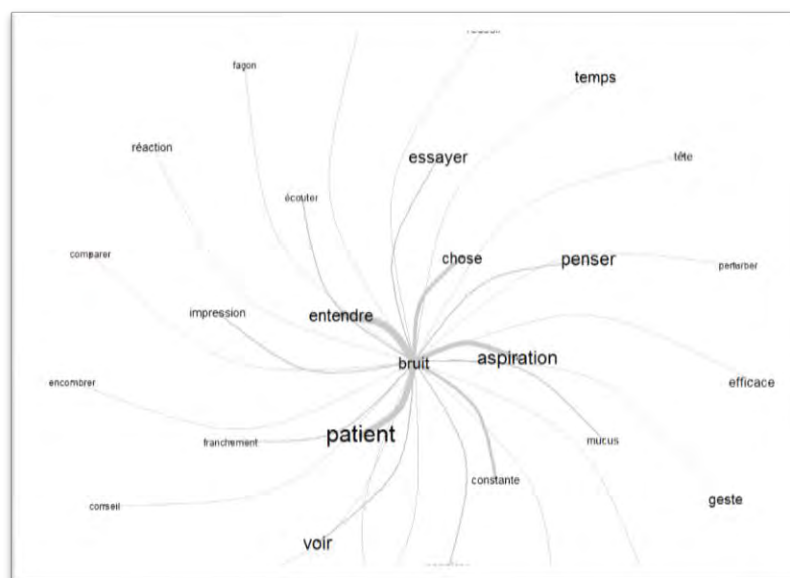 façon
temps
réaction
essayer
tête
écouter
comparer
chose
penser
perturber
impression
entendre
bruit
aspiration
encombrer
efficace
patient
franchement
mucus
constante
conseil
geste
voir